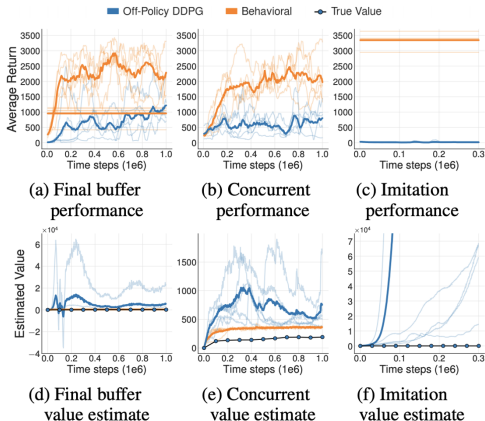 Off-Policy DDPG Behavioral True Value
Average Return
3500
3000
2500
2000
1500
1000
500
0
0.0 0.2 0.4 0.6 0.8 1.0
Time steps (1e6)
(a) Final buffer
performance
3500
3000
2500
2000
1500
1000
500
0
0.0 0.2 0.4 0.6 0.8 1.0
Time steps (1e6)
(b) Concurrent
performance
3500
3000
2500
2000
1500
1000
500
0
0.0 0.1 0.2 0.3
Time steps (1e6)
(c) Imitation
performance
Estimated Value
×10⁴
6
4
2
0
−2
−4
0.0 0.2 0.4 0.6 0.8 1.0
Time steps (1e6)
(d) Final buffer
value estimate
1500
1000
500
0
0.0 0.2 0.4 0.6 0.8 1.0
Time steps (1e6)
(e) Concurrent
value estimate
×10⁴
7
6
5
4
3
2
1
0
0.0 0.1 0.2 0.3
Time steps (1e6)
(f) Imitation
value estimate